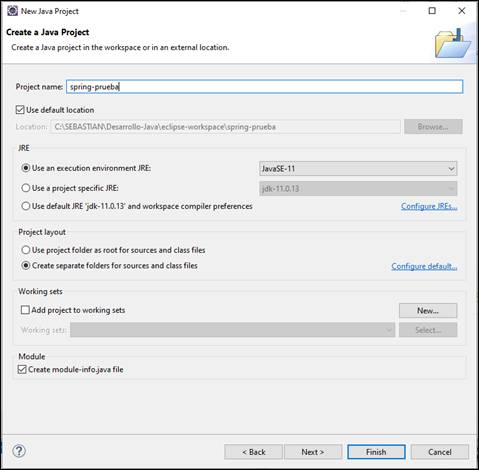 New Java Project
Create a Java Project
Create a Java project in the workspace or in an external location.
Project name: spring-prueba
Use default location
Location: C:\SEBASTIAN\Desarrollo-Java\eclipse-workspace\spring-prueba Browse...
JRE
Use an execution environment JRE: JavaSE-11
Use a project specific JRE: jdk-11.0.13
Use default JRE 'jdk-11.0.13' and workspace compiler preferences Configure JREs...
Project layout
Use project folder as root for sources and class files
Create separate folders for sources and class files Configure default...
Working sets
Add project to working sets New...
Working sets: Select...
Module
Create module-info.java file
? < Back Next > Finish Cancel